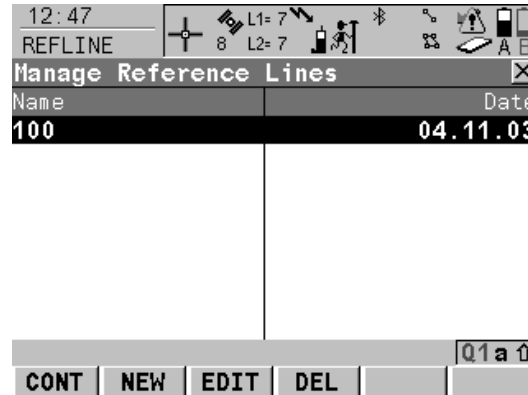 12:47
REFLINE
L1= 7
8 L2= 7
A B
Manage Reference Lines
Name Date
100 04.11.03
Q1a
CONT NEW EDIT DEL